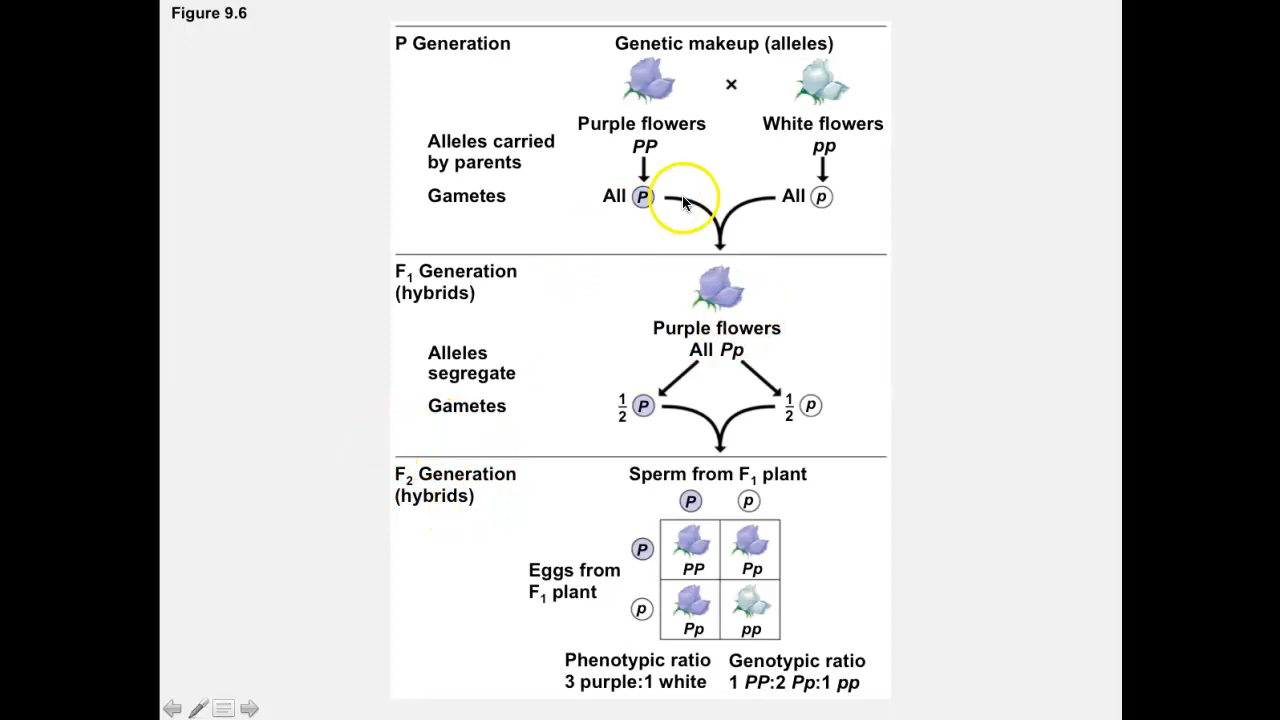 Figure 9.6
P Generation
Genetic makeup (alleles)
×
Purple flowers
White flowers
PP
pp
Alleles carried
by parents
Gametes
All P
All p
F1 Generation
(hybrids)
Purple flowers
All Pp
Alleles
segregate
Gametes
1/2 P
1/2 p
F2 Generation
(hybrids)
Sperm from F1 plant
P p
P
PP Pp
Eggs from
F1 plant
p
Pp pp
Phenotypic ratio
3 purple:1 white
Genotypic ratio
1 PP:2 Pp:1 pp